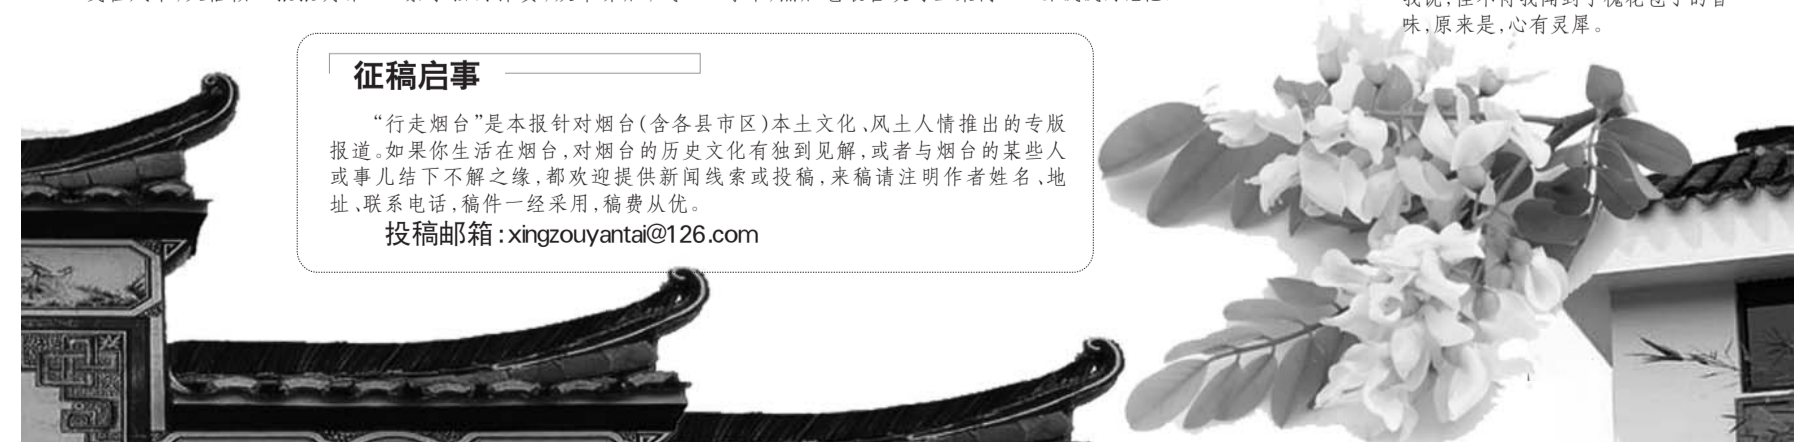 味,原来是,心有灵犀。
征稿启事
“行走烟台”是本报针对烟台(含各县市区)本土文化、风土人情推出的专版
报道。如果你生活在烟台,对烟台的历史文化有独到见解,或者与烟台的某些人
或事儿结下不解之缘,都欢迎提供新闻线索或投稿,来稿请注明作者姓名、地
址、联系电话,稿件一经采用,稿费从优。
投稿邮箱:xingzouyantai@126.com